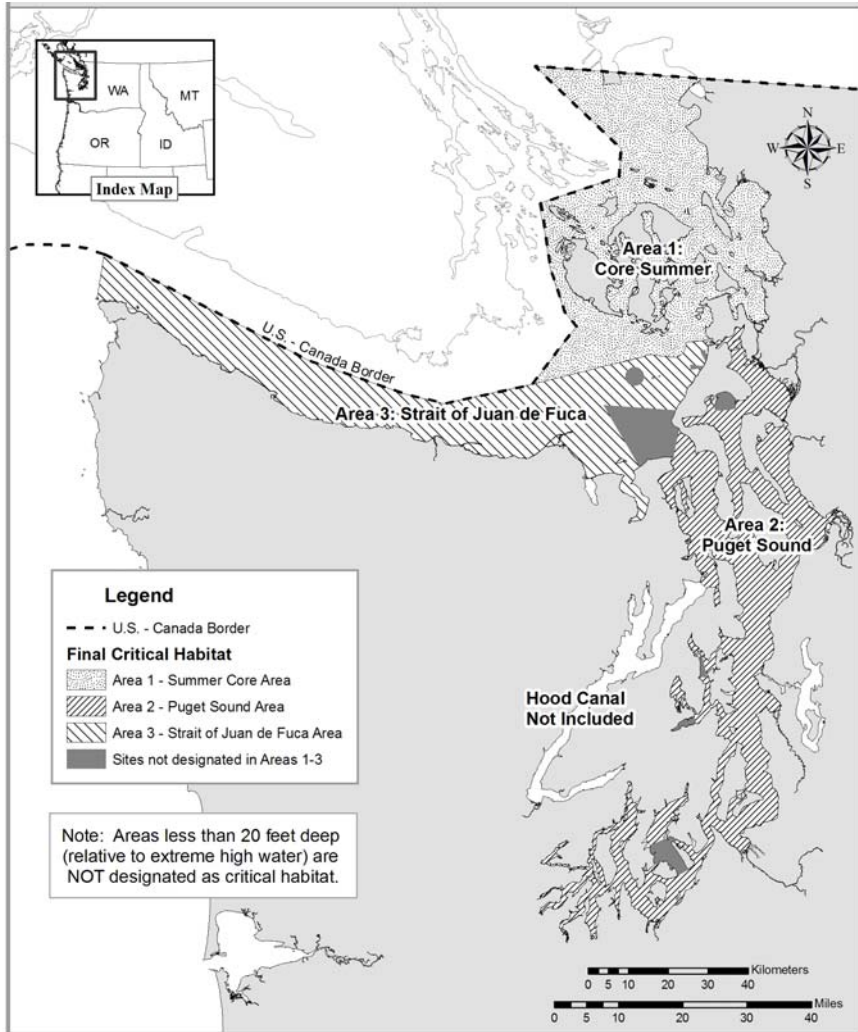 WA
MT
OR
ID
Index Map
N
W
E
S
Area 1:
Core Summer
U.S. - Canada Border
Area 3: Strait of Juan de Fuca
Area 2:
Puget Sound
Hood Canal
Not Included
Legend
U.S. - Canada Border
Final Critical Habitat
Area 1 - Summer Core Area
Area 2 - Puget Sound Area
Area 3 - Strait of Juan de Fuca Area
Sites not designated in Areas 1-3
Note: Areas less than 20 feet deep
(relative to extreme high water) are
NOT designated as critical habitat.
Kilometers
0 5 10 20 30 40
Miles
0 5 10 20 30 40